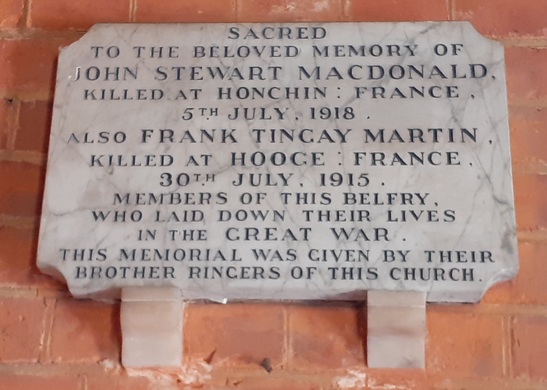 SACRED
TO THE BELOVED MEMORY OF
JOHN STEWART MACDONALD,
KILLED AT HONCHIN : FRANCE,
5TH JULY, 1918.
ALSO FRANK TINGAY MARTIN,
KILLED AT HOOGE : FRANCE,
30TH JULY, 1915.
MEMBERS OF THIS BELFRY,
WHO LAID DOWN THEIR LIVES
IN THE GREAT WAR.
THIS MEMORIAL WAS GIVEN BY THEIR
BROTHER RINGERS OF THIS CHURCH.